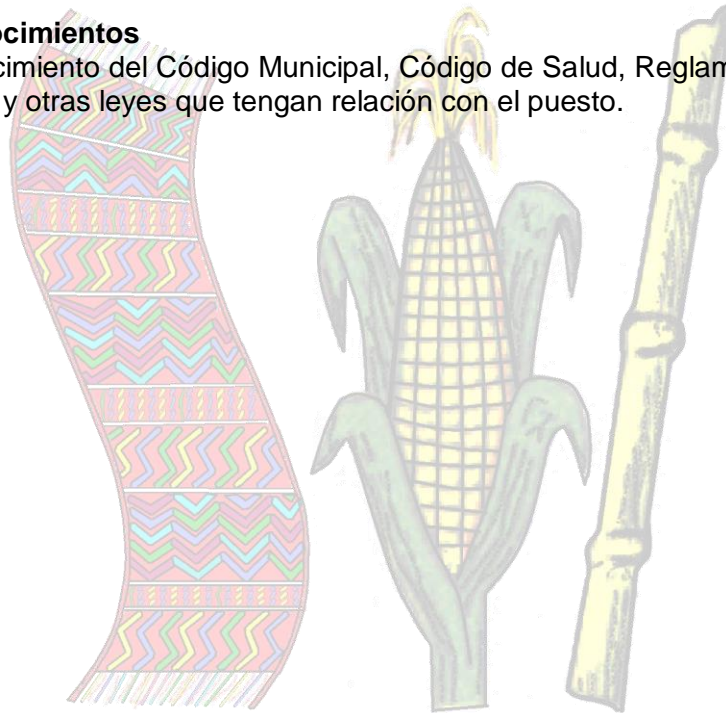 ocimientos
cimiento del Código Municipal, Código de Salud, Reglam
y otras leyes que tengan relación con el puesto.